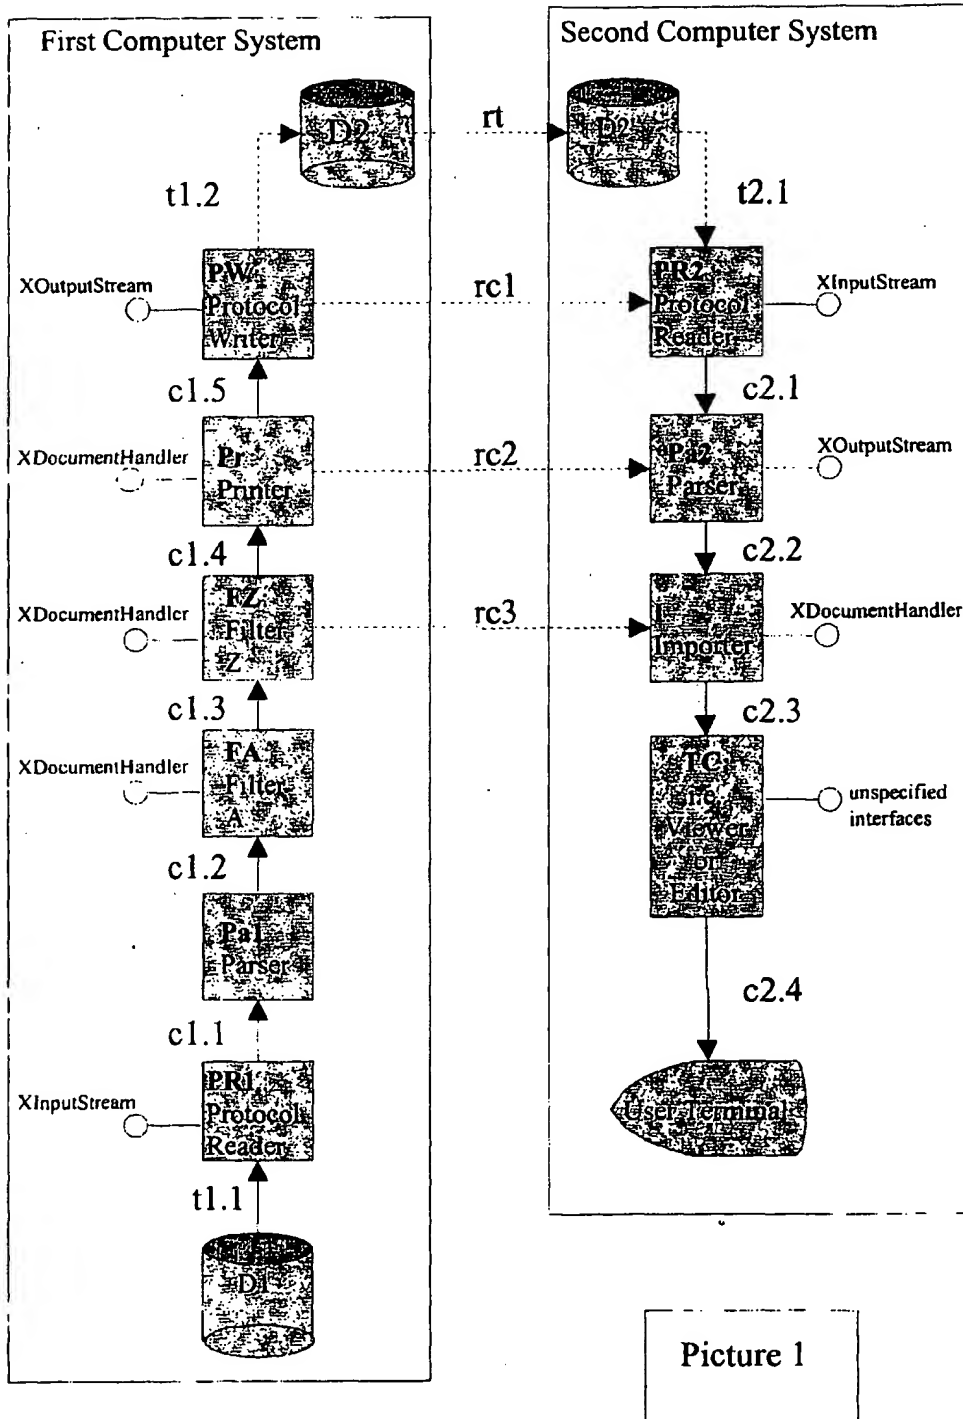 First Computer System
D2
t1.2
PW
Protocol
Writer
XOutputStream
c1.5
Pr
Printer
XDocumentHandler
c1.4
FZ
Filter
Z
XDocumentHandler
c1.3
FA
Filter
A
XDocumentHandler
c1.2
Pa1
Parser
c1.1
PR1
Protocol
Reader
XInputStream
t1.1
D1
rt
rc1
rc2
rc3
Second Computer System
D2
t2.1
PR2
Protocol
Reader
XInputStream
c2.1
Pa2
Parser
XOutputStream
c2.2
I
Importer
XDocumentHandler
c2.3
TC
i.e.
Viewer
or
Editor
unspecified
interfaces
c2.4
User Terminal
Picture 1